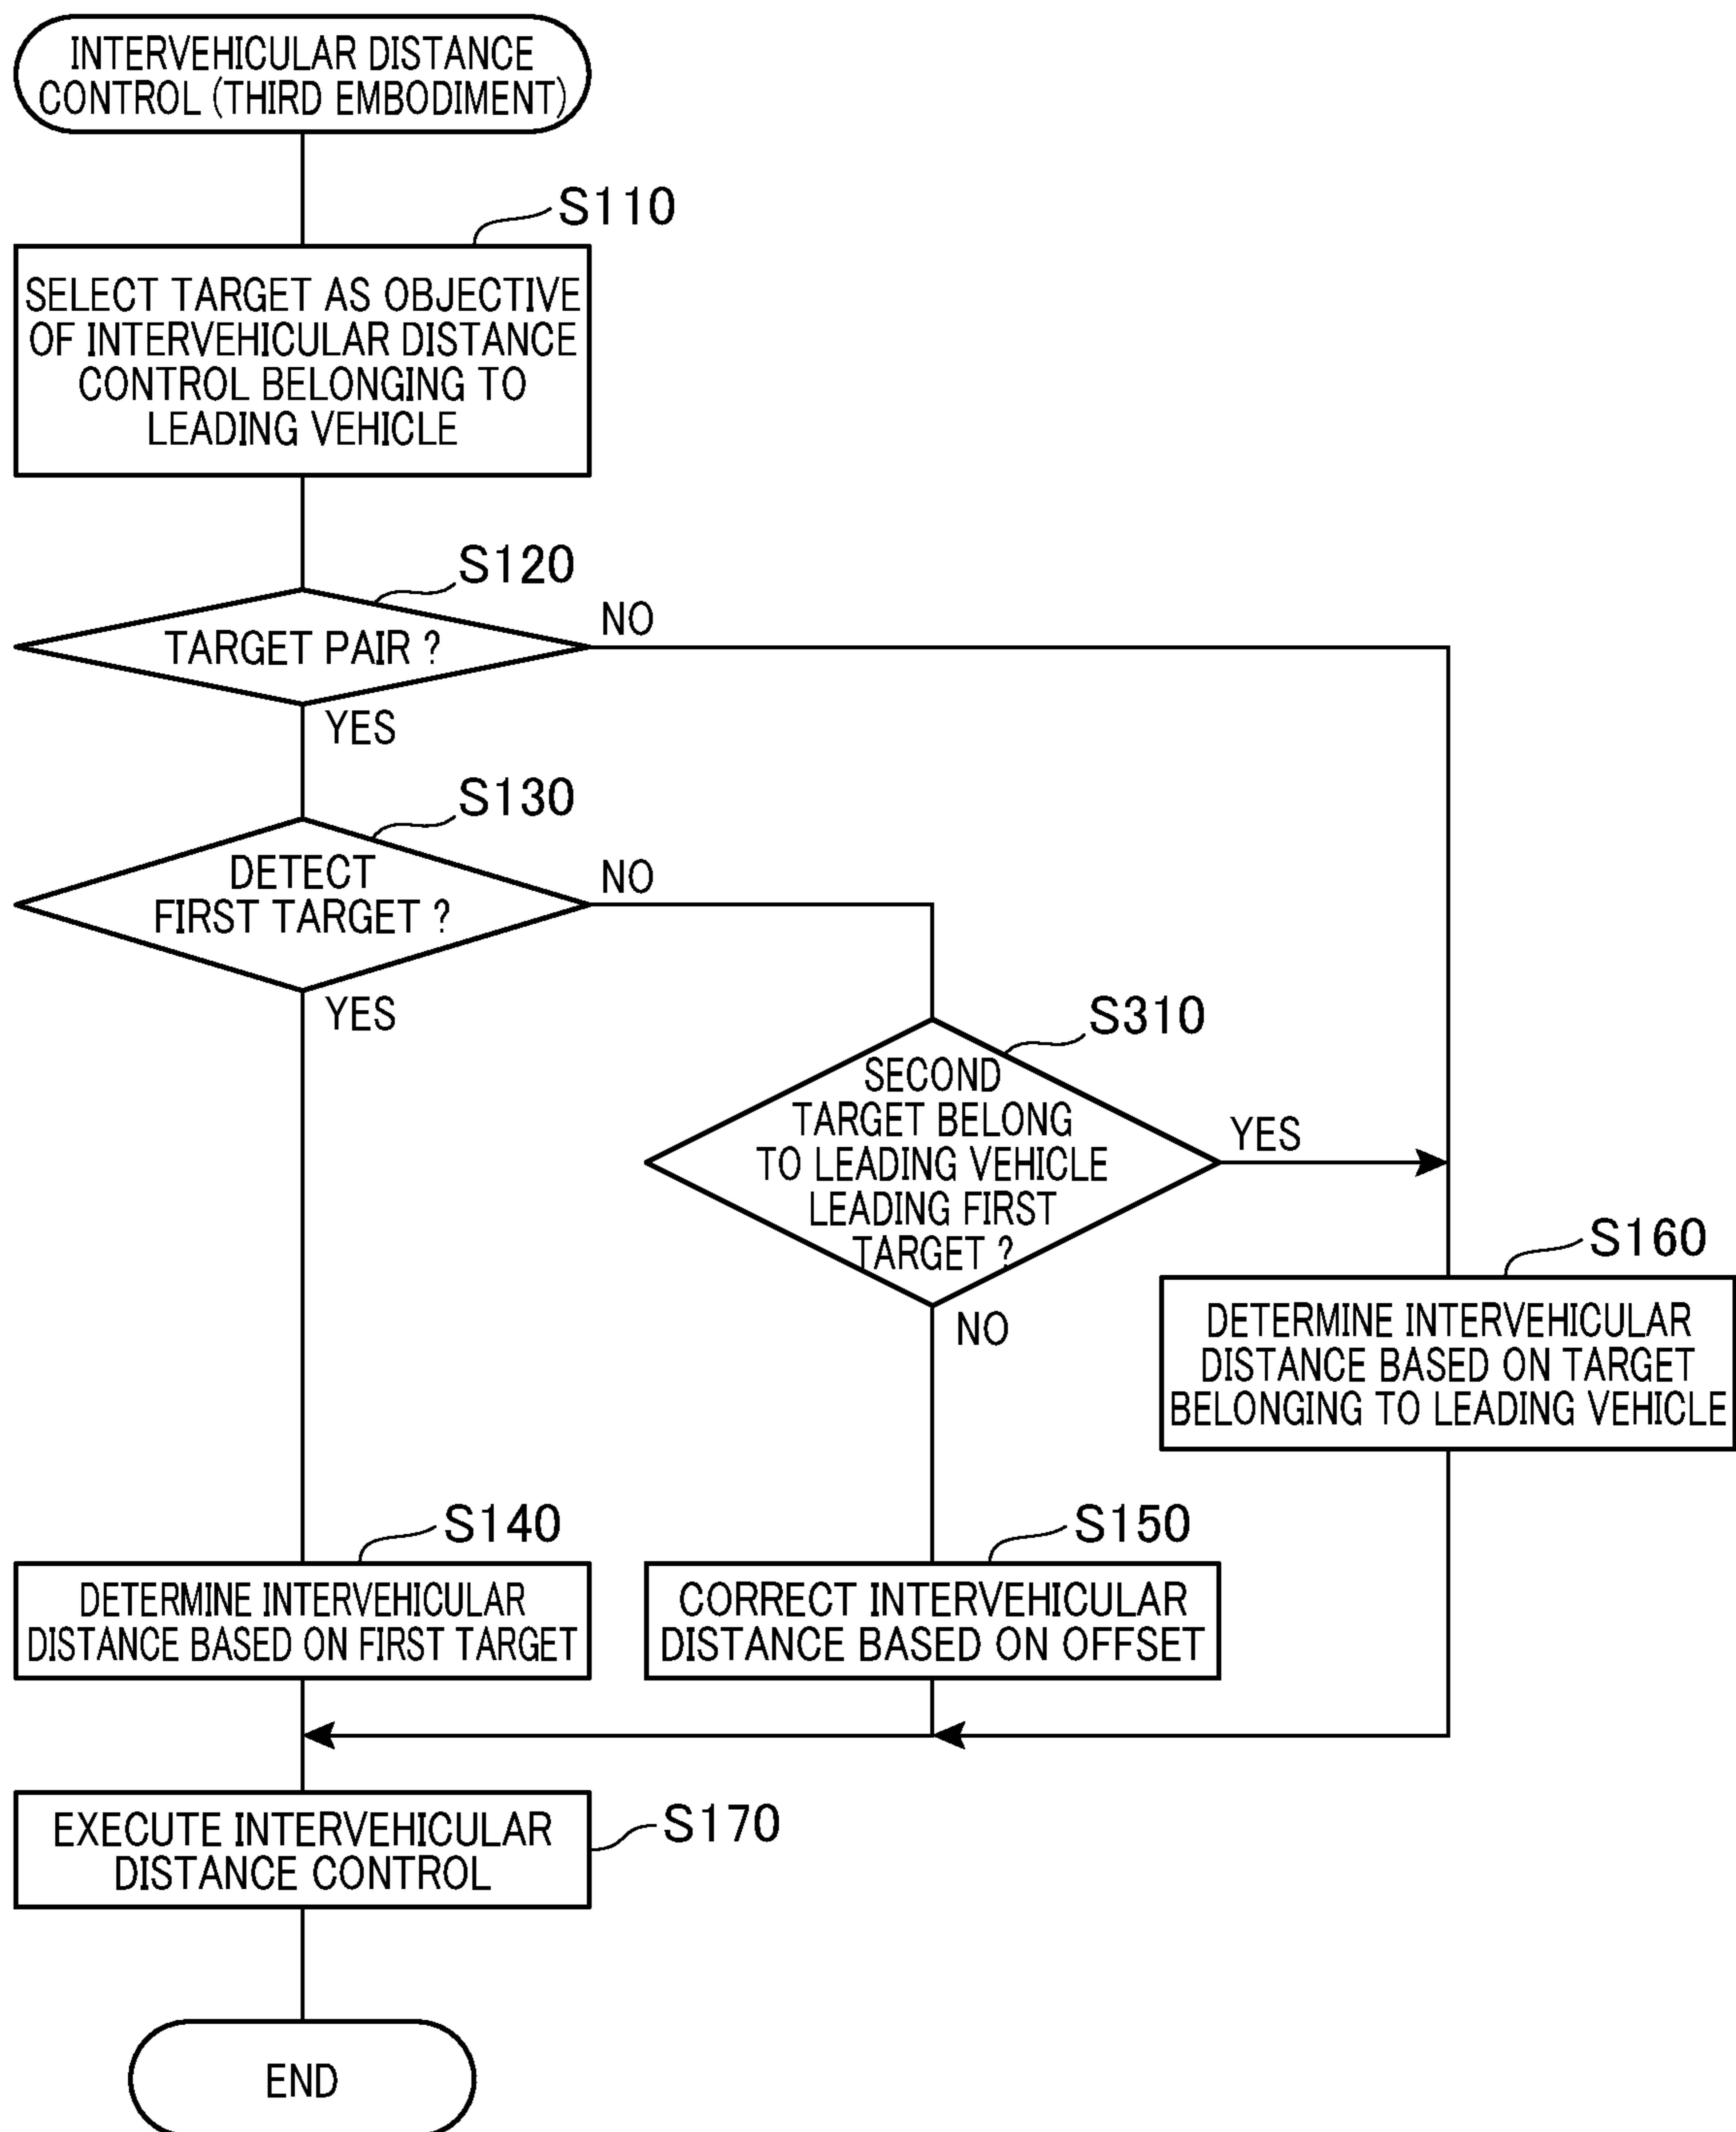 INTERVEHICULAR DISTANCE
CONTROL (THIRD EMBODIMENT)
S110
SELECT TARGET AS OBJECTIVE
OF INTERVEHICULAR DISTANCE
CONTROL BELONGING TO
LEADING VEHICLE
S120
TARGET PAIR ?
NO
YES
S130
DETECT
FIRST TARGET ?
NO
YES
S310
SECOND
TARGET BELONG
TO LEADING VEHICLE
LEADING FIRST
TARGET ?
YES
NO
S160
DETERMINE INTERVEHICULAR
DISTANCE BASED ON TARGET
BELONGING TO LEADING VEHICLE
S140
DETERMINE INTERVEHICULAR
DISTANCE BASED ON FIRST TARGET
S150
CORRECT INTERVEHICULAR
DISTANCE BASED ON OFFSET
EXECUTE INTERVEHICULAR
DISTANCE CONTROL
S170
END